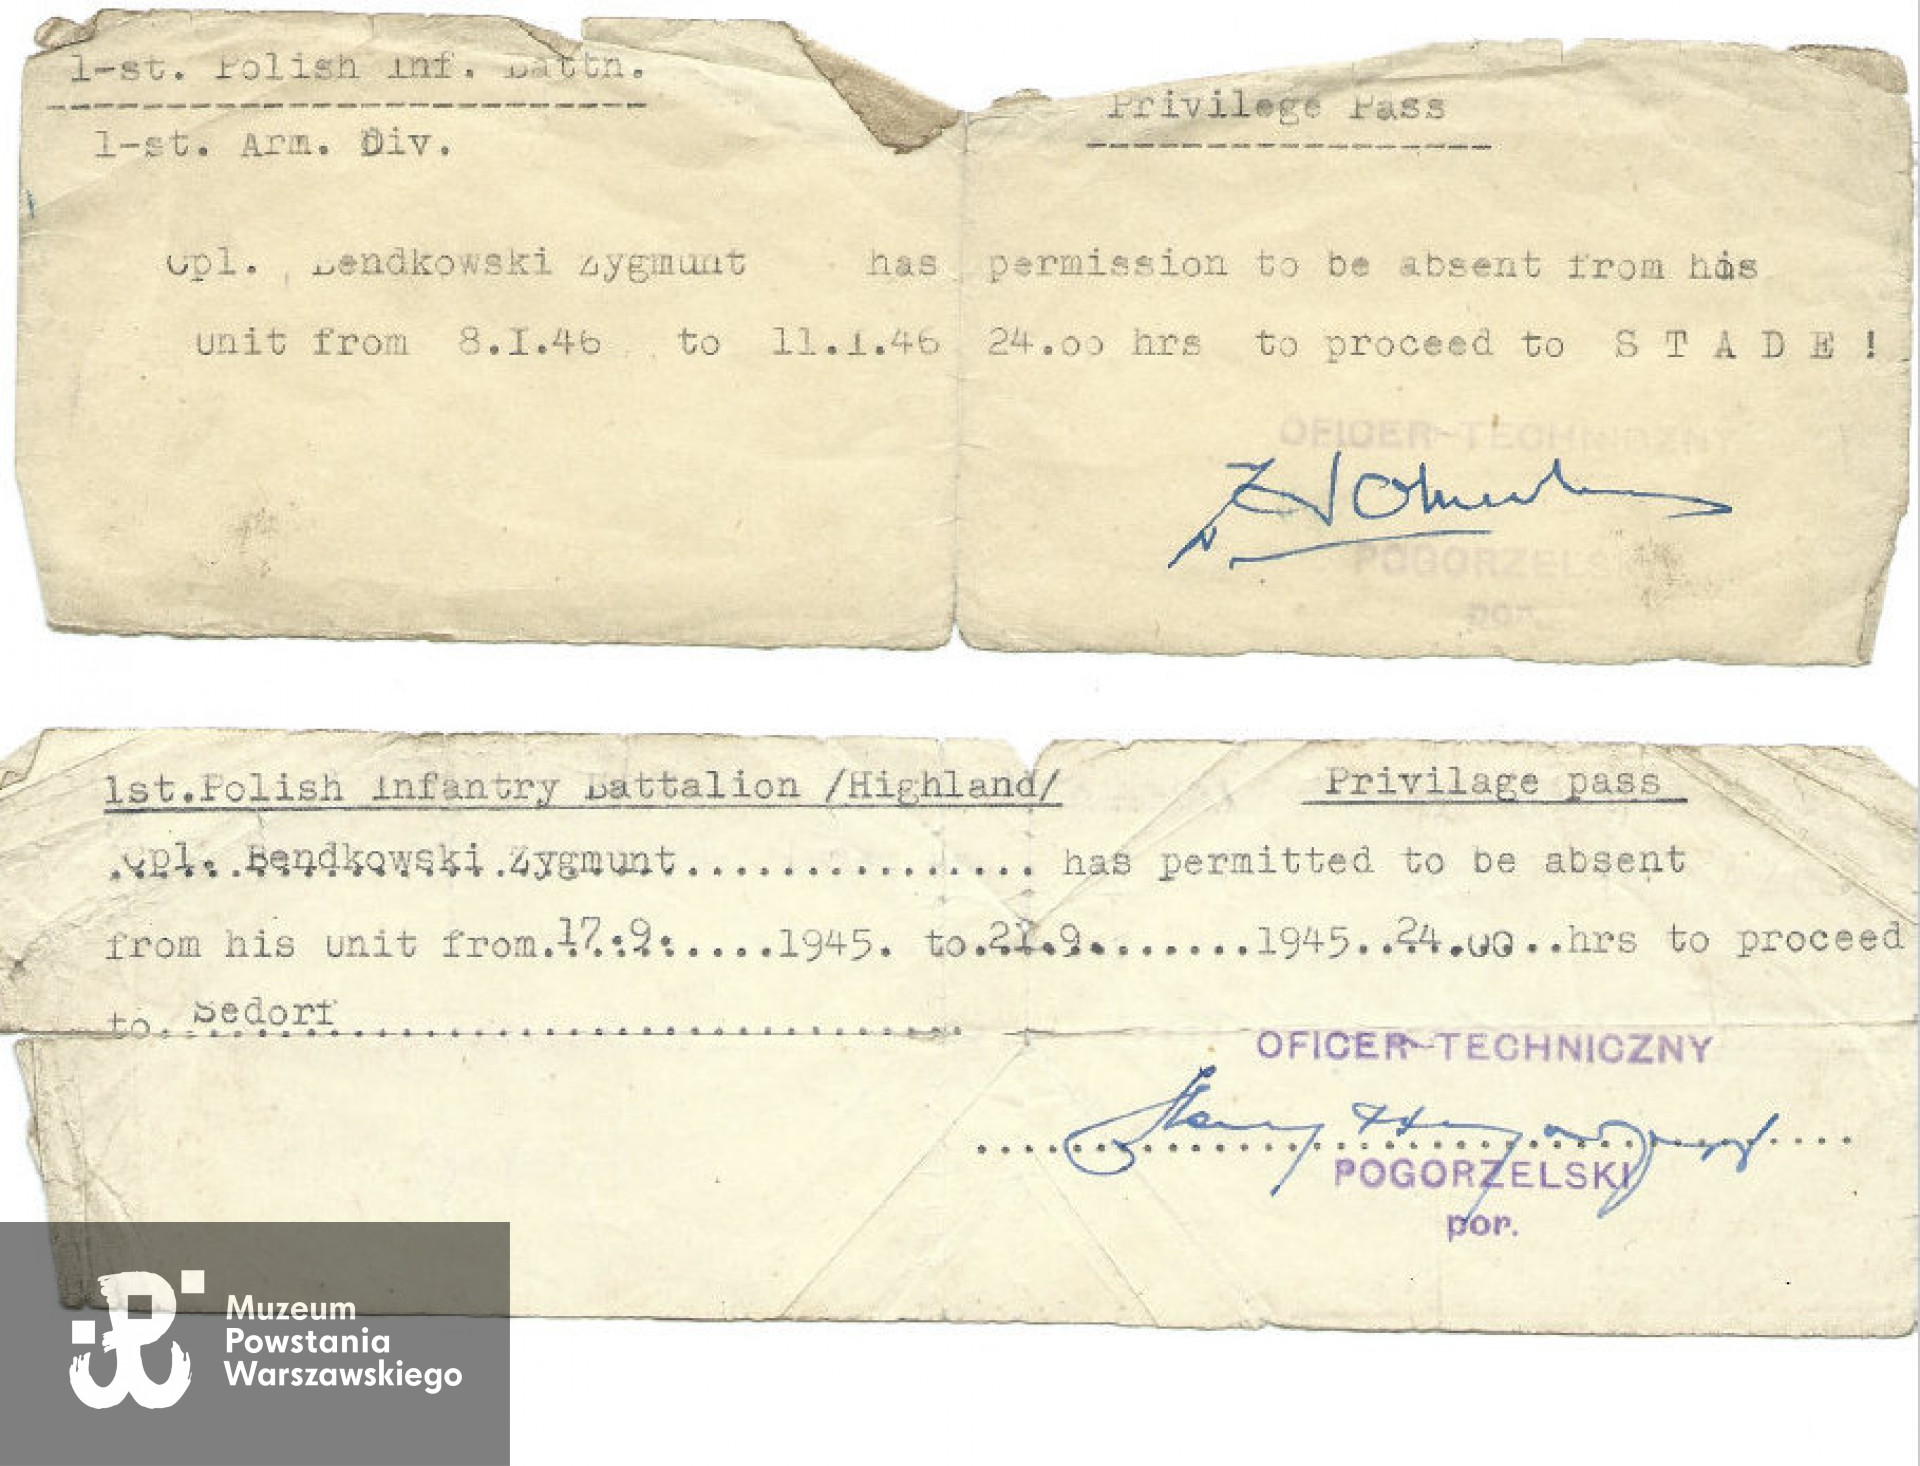 1-st. Polish Inf. Battn.
Privilege Pass
1-st. Arm. Div.
Cpl. Bendkowski Zygmunt has permission to be absent from his
unit from 8.I.46 to 11.I.46 24.oo hrs to proceed to S T A D E !
OFICER-TECHNICZNY
POGORZELSKI
por.
1st.Polish Infantry Battalion /Highland/ Privilage pass
Cpl. Bendkowski Zygmunt............... has permitted to be absent
from his unit from.17.9.....1945. to.21.9........1945..24.00..hrs to proceed
to. Sedorf...............................
OFICER-TECHNICZNY
POGORZELSKI
por.
Muzeum
Powstania
Warszawskiego